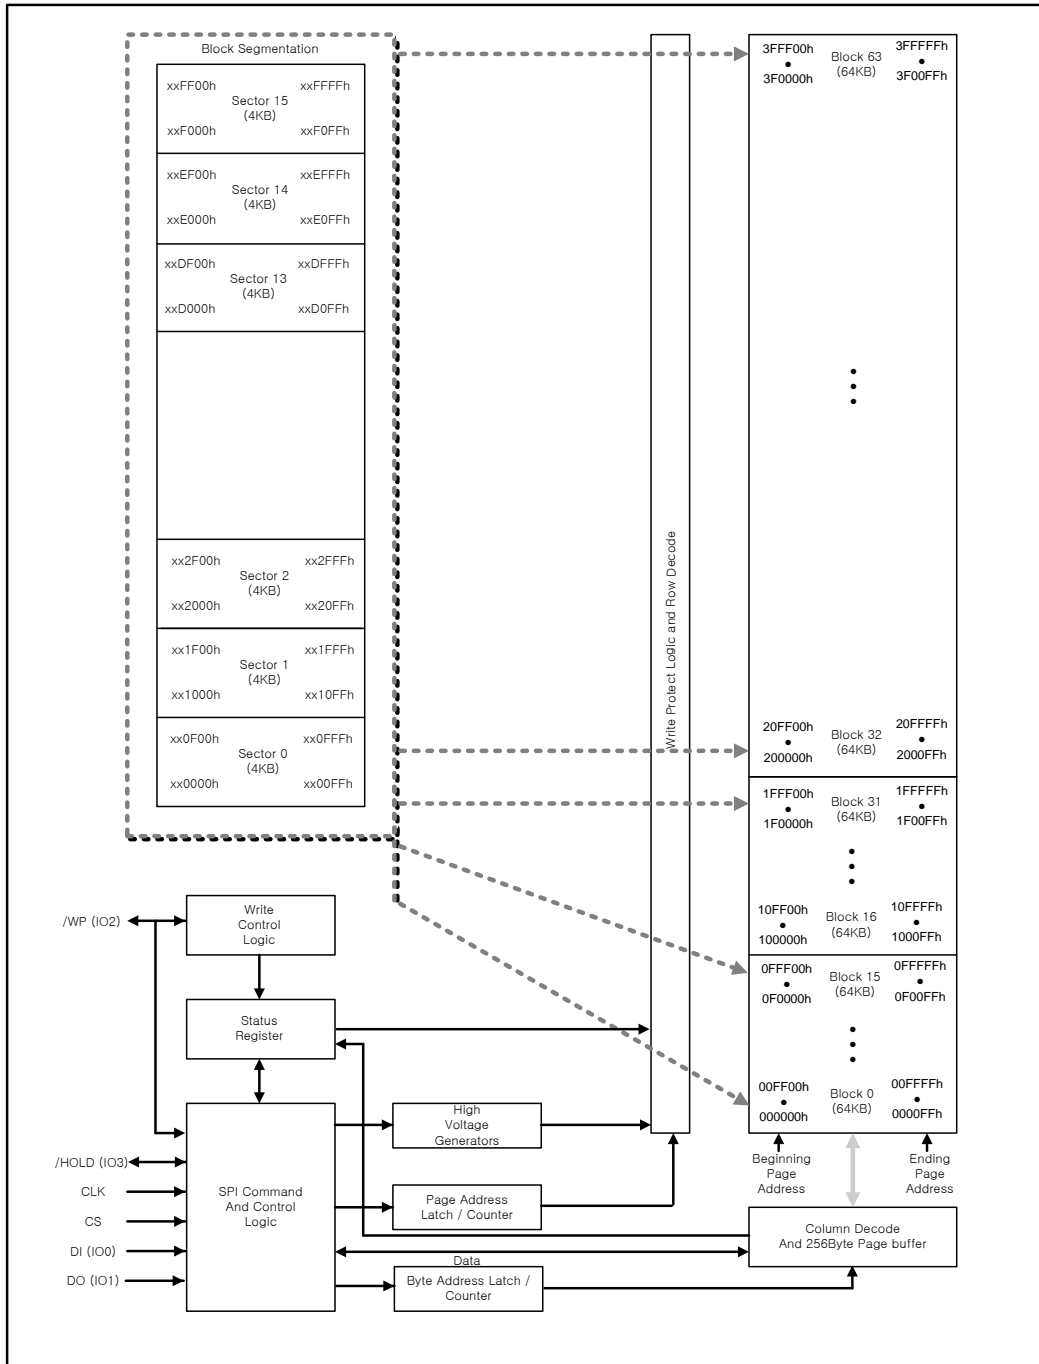 Block Segmentation
xxFF00h xxFFFFh
Sector 15
(4KB)
xxF000h xxF0FFh
xxEF00h xxEFFFh
Sector 14
(4KB)
xxE000h xxE0FFh
xxDF00h xxDFFFh
Sector 13
(4KB)
xxD000h xxD0FFh
xx2F00h xx2FFFh
Sector 2
(4KB)
xx2000h xx20FFh
xx1F00h xx1FFFh
Sector 1
(4KB)
xx1000h xx10FFh
xx0F00h xx0FFFh
Sector 0
(4KB)
xx0000h xx00FFh
Write Protect Logic and Row Decode
3FFF00h Block 63 3FFFFFh
(64KB)
3F0000h 3F00FFh
20FF00h Block 32 20FFFFh
(64KB)
200000h 2000FFh
1FFF00h Block 31 1FFFFFh
(64KB)
1F0000h 1F00FFh
10FF00h Block 16 10FFFFh
(64KB)
100000h 1000FFh
0FFF00h Block 15 0FFFFFh
(64KB)
0F0000h 0F00FFh
00FF00h Block 0 00FFFFh
(64KB)
000000h 0000FFh
Beginning
Page
Address
Ending
Page
Address
/WP (IO2)
Write
Control
Logic
Status
Register
/HOLD (IO3)
CLK
CS
DI (IO0)
DO (IO1)
SPI Command
And Control
Logic
High
Voltage
Generators
Page Address
Latch / Counter
Data
Byte Address Latch /
Counter
Column Decode
And 256Byte Page buffer